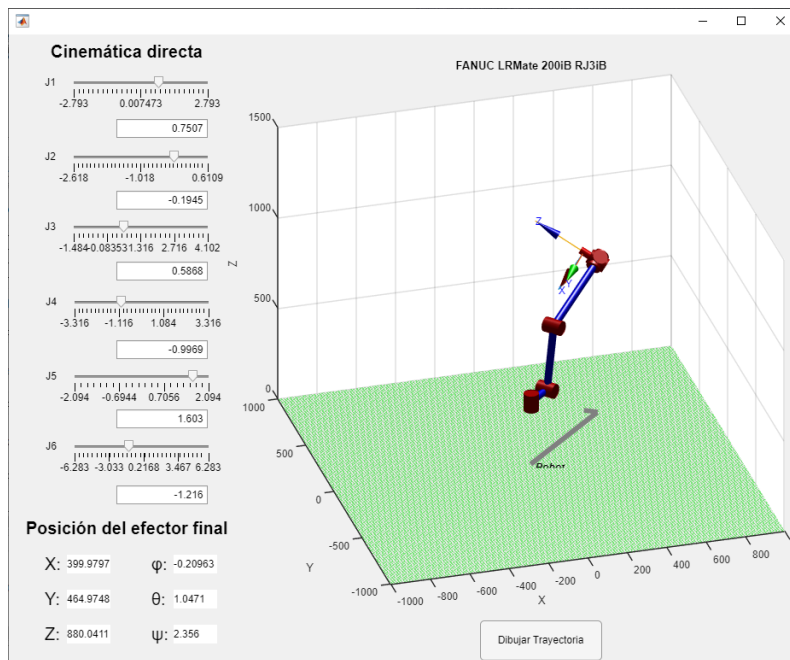 Cinemática directa
J1
-2.793 0.007473 2.793
0.7507
J2
-2.618 -1.018 0.6109
-0.1945
J3
-1.484 -0.08353 1.316 2.716 4.102
0.5868
J4
-3.316 -1.116 1.084 3.316
-0.9969
J5
-2.094 -0.6944 0.7056 2.094
1.603
J6
-6.283 -3.033 0.2168 3.467 6.283
-1.216
Posición del efector final
X: 399.9797 φ: -0.20963
Y: 464.9748 θ: 1.0471
Z: 880.0411 ψ: 2.356
FANUC LRMate 200iB RJ3iB
1500
1000
500
0
Z
1000
500
0
-500
-1000
Y
-1000 -800 -600 -400 -200 0 200 400 600 800
X
Z
X
Y
Robot
Dibujar Trayectoria